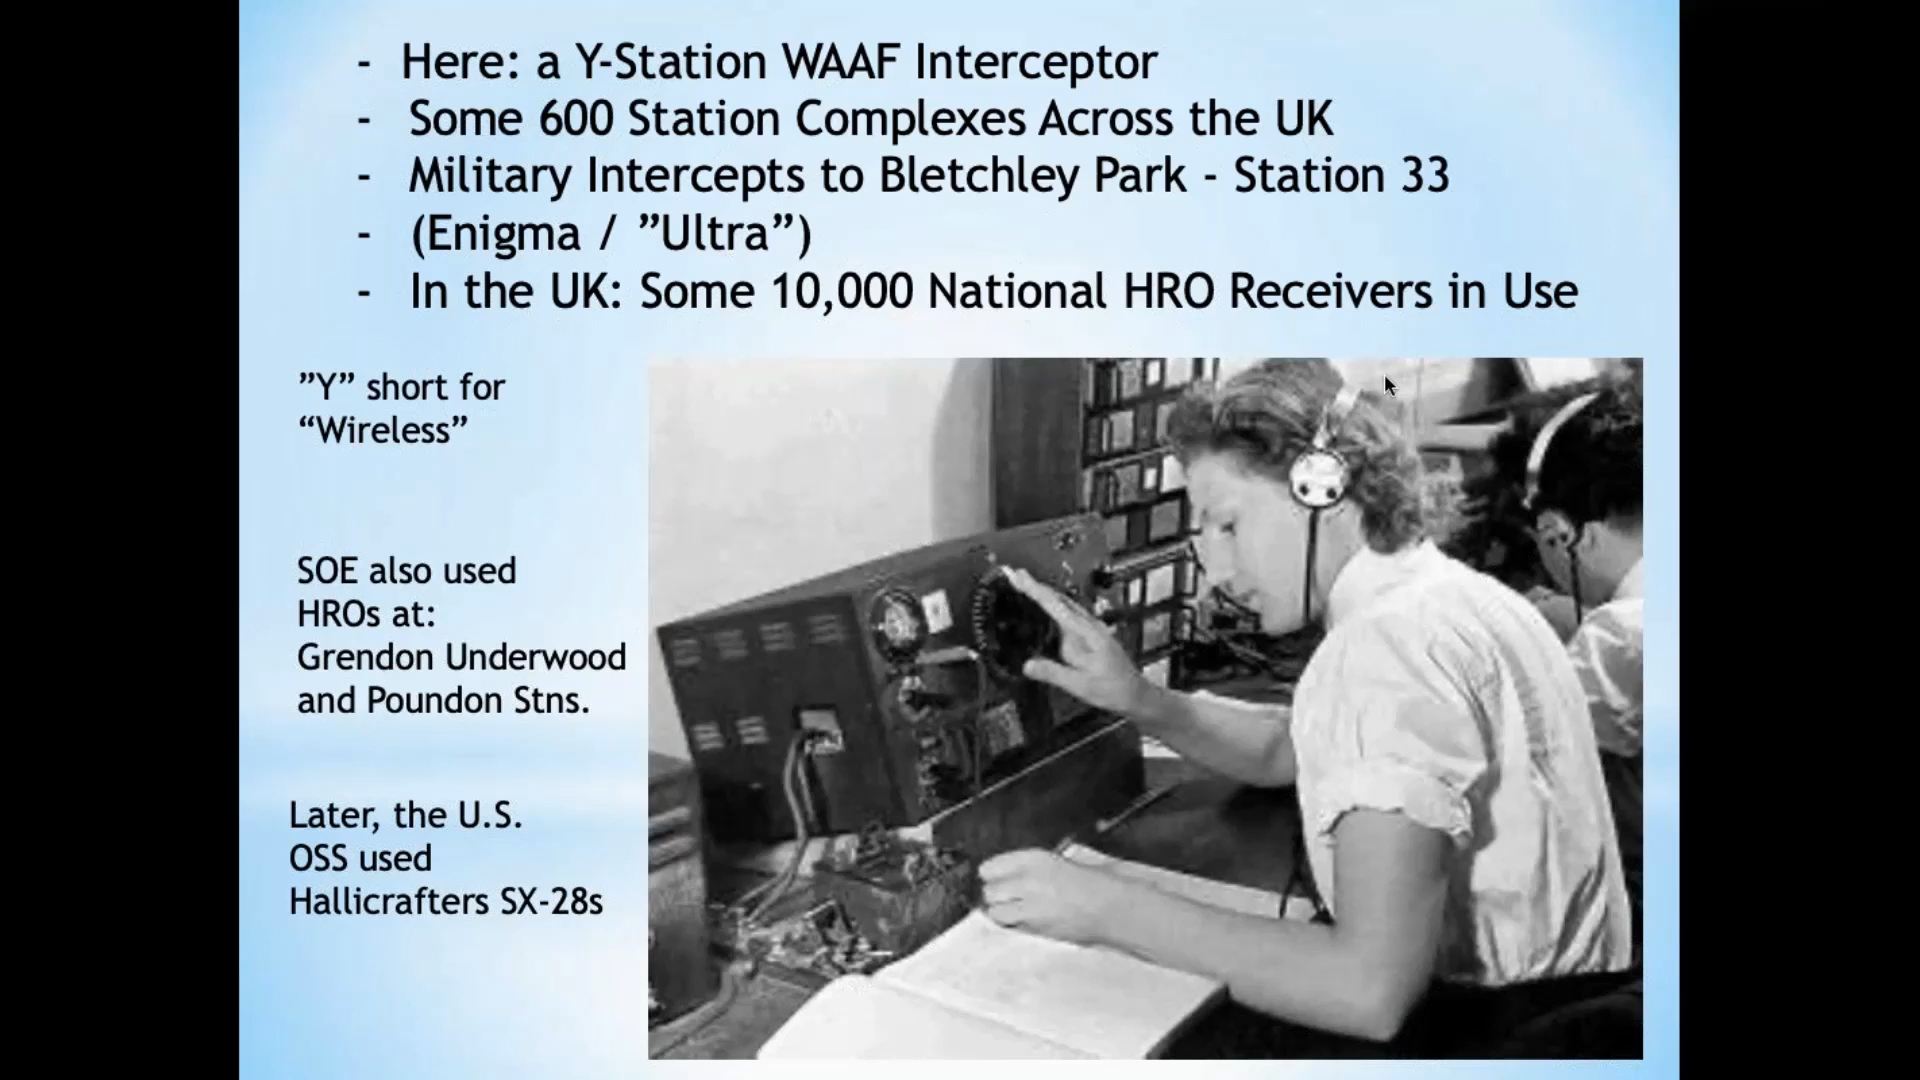 - Here: a Y-Station WAAF Interceptor
- Some 600 Station Complexes Across the UK
- Military Intercepts to Bletchley Park - Station 33
- (Enigma / ”Ultra”)
- In the UK: Some 10,000 National HRO Receivers in Use
”Y” short for
“Wireless”
SOE also used
HROs at:
Grendon Underwood
and Poundon Stns.
Later, the U.S.
OSS used
Hallicrafters SX-28s